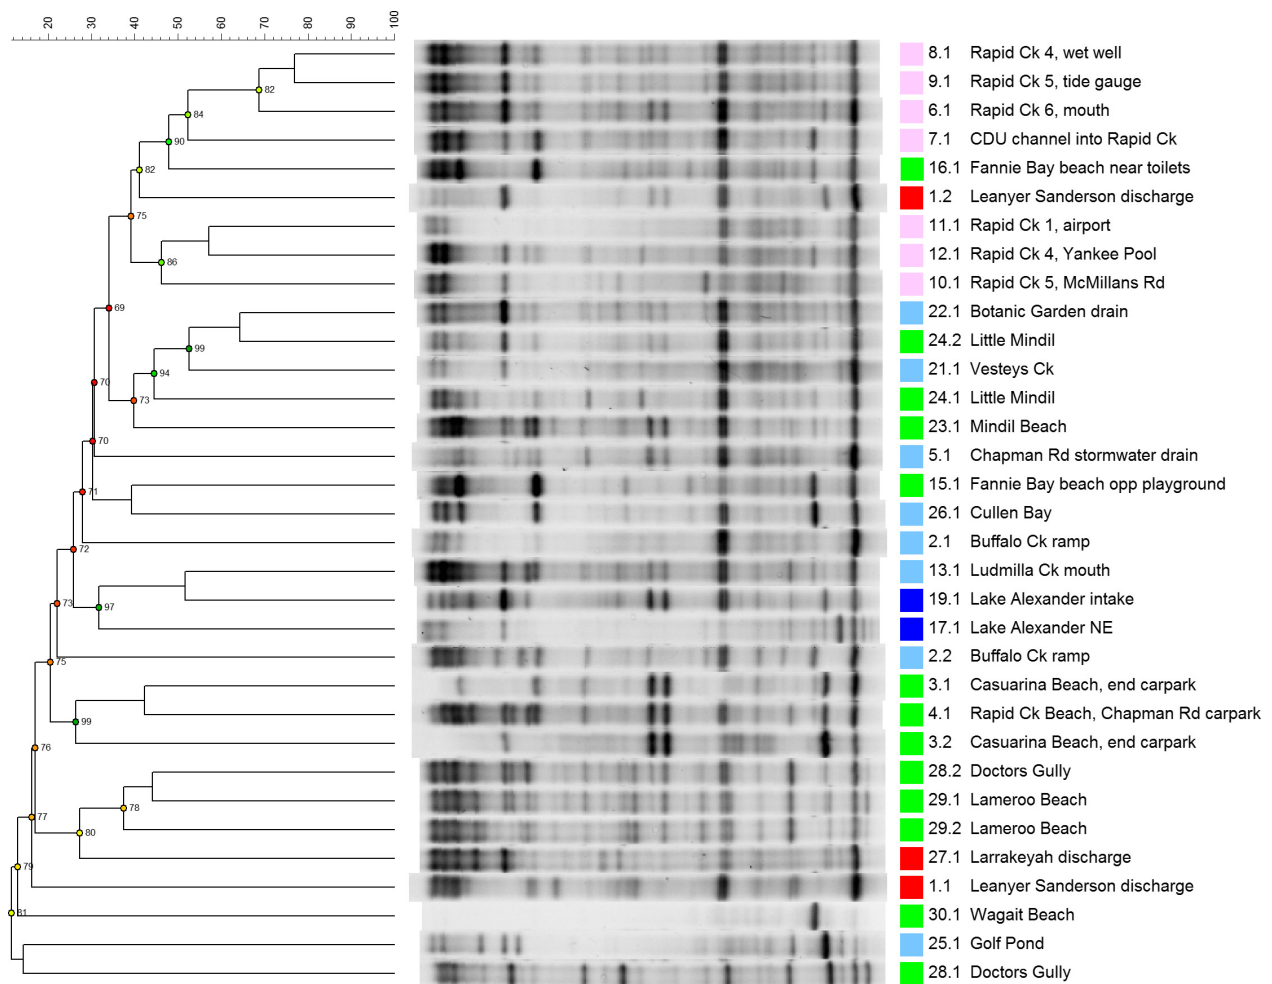 20 30 40 50 60 70 80 90 100
8.1 Rapid Ck 4, wet well
9.1 Rapid Ck 5, tide gauge
82
6.1 Rapid Ck 6, mouth
84
7.1 CDU channel into Rapid Ck
90
16.1 Fannie Bay beach near toilets
82
1.2 Leanyer Sanderson discharge
75
11.1 Rapid Ck 1, airport
12.1 Rapid Ck 4, Yankee Pool
86
10.1 Rapid Ck 5, McMillans Rd
69
22.1 Botanic Garden drain
24.2 Little Mindil
99
21.1 Vesteys Ck
94
70
24.1 Little Mindil
73
23.1 Mindil Beach
70
5.1 Chapman Rd stormwater drain
15.1 Fannie Bay beach opp playground
71
26.1 Cullen Bay
2.1 Buffalo Ck ramp
72
13.1 Ludmilla Ck mouth
19.1 Lake Alexander intake
73
97
17.1 Lake Alexander NE
2.2 Buffalo Ck ramp
75
3.1 Casuarina Beach, end carpark
4.1 Rapid Ck Beach, Chapman Rd carpark
99
3.2 Casuarina Beach, end carpark
76
28.2 Doctors Gully
29.1 Lameroo Beach
78
77
29.2 Lameroo Beach
80
27.1 Larrakeyah discharge
79
1.1 Leanyer Sanderson discharge
81
30.1 Wagait Beach
25.1 Golf Pond
28.1 Doctors Gully